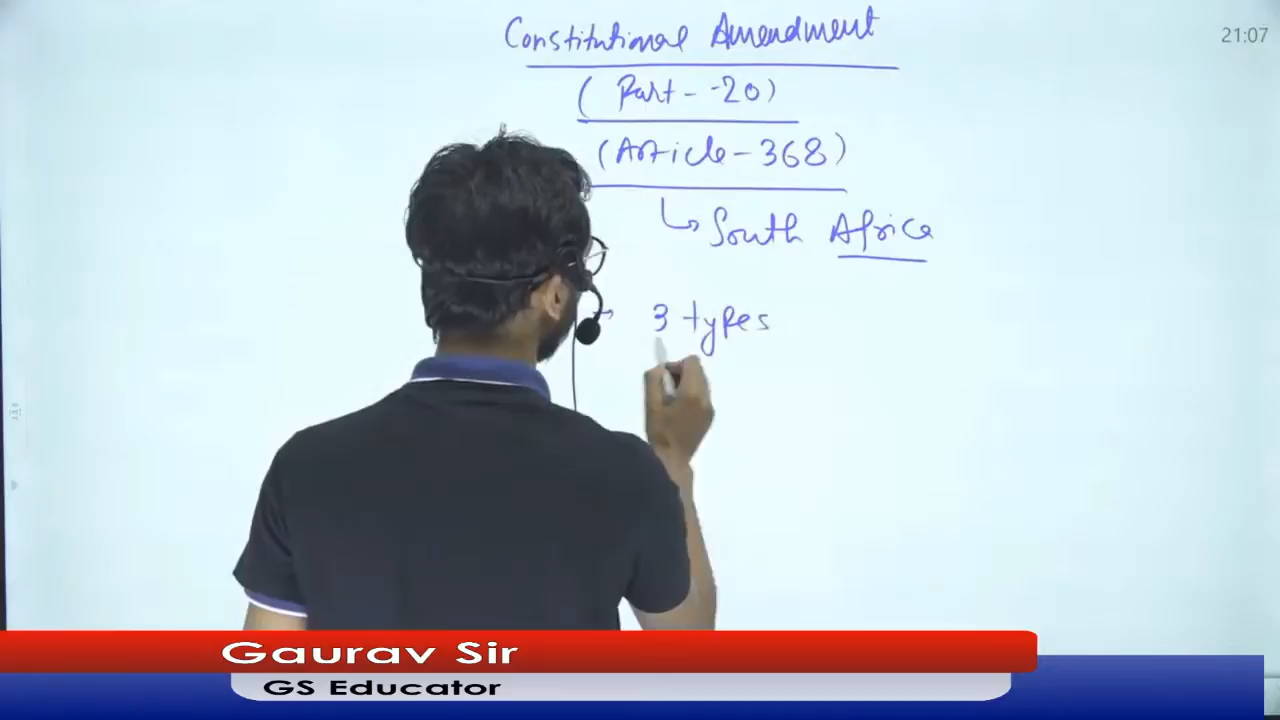 Constitutional Amendment
21:07
(Part--20)
(Article-368)
↳ South Africa
→ 3 types
Gaurav Sir
GS Educator